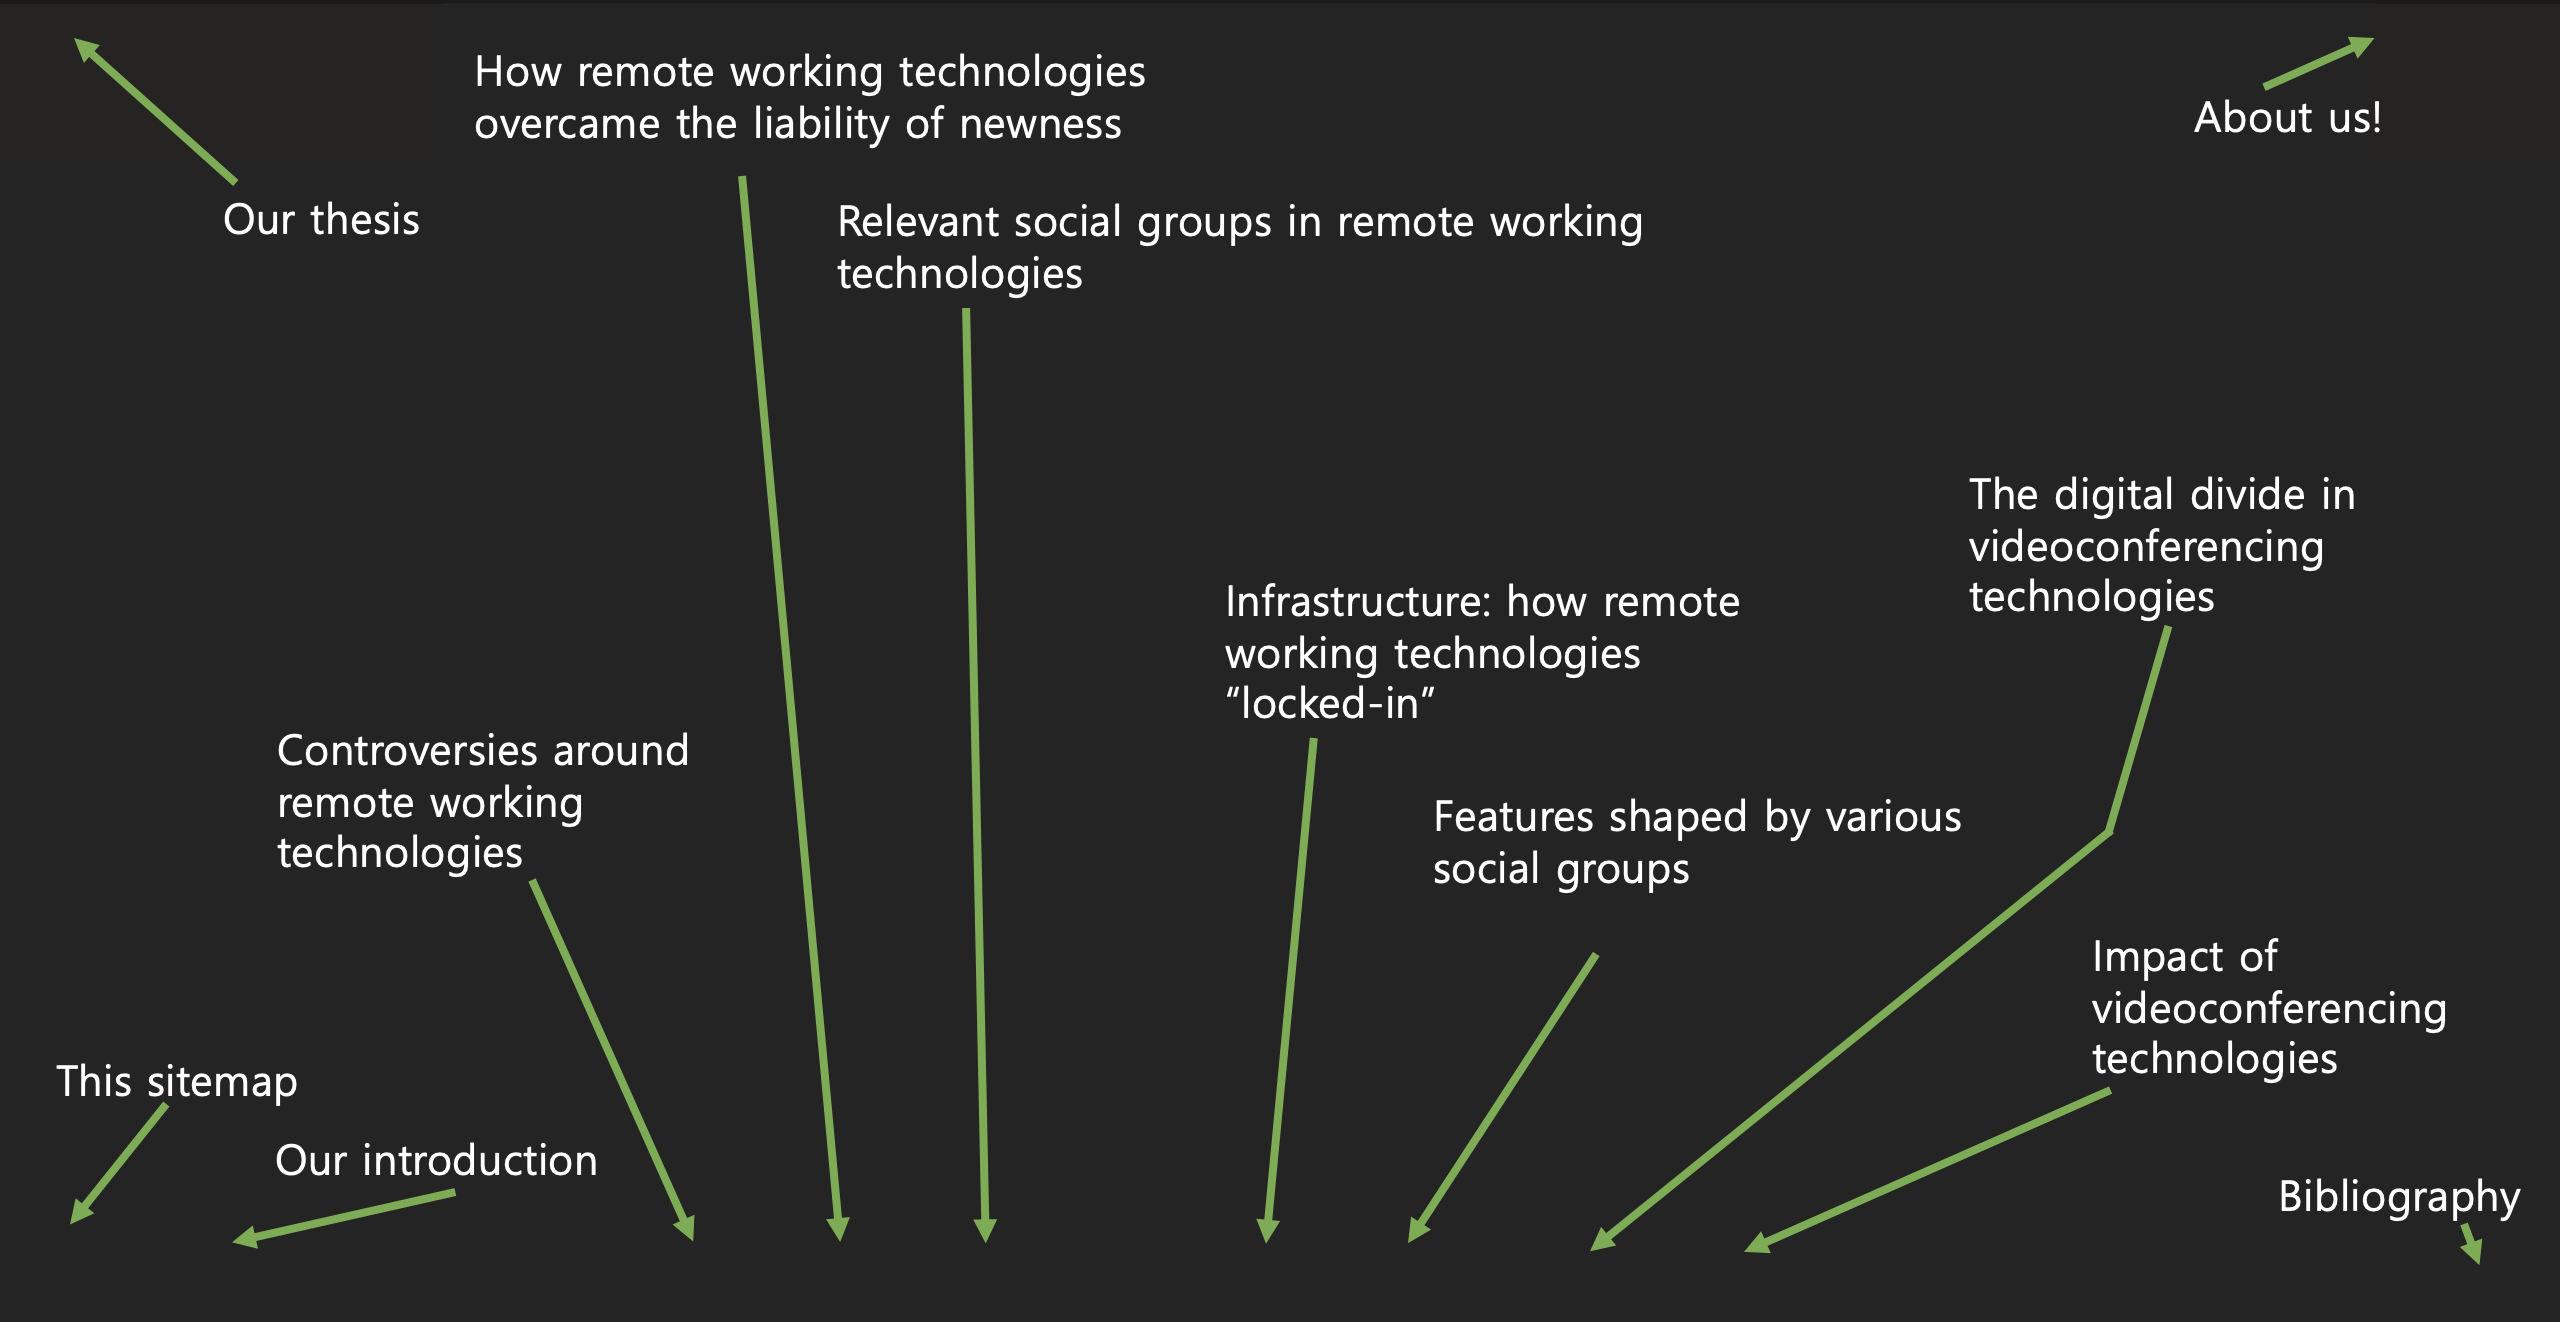 How remote working technologies
overcame the liability of newness
About us!
Our thesis
Relevant social groups in remote working
technologies
The digital divide in
videoconferencing
technologies
Infrastructure: how remote
working technologies
“locked-in”
Controversies around
remote working
technologies
Features shaped by various
social groups
Impact of
videoconferencing
technologies
This sitemap
Our introduction
Bibliography